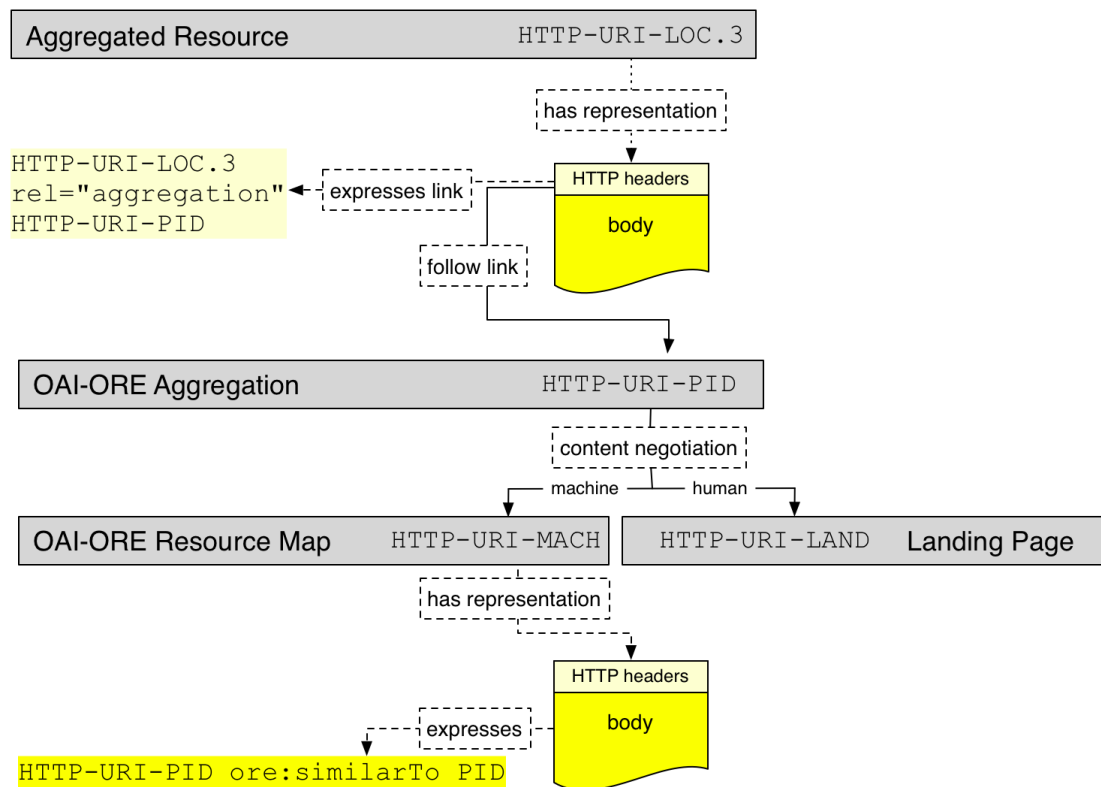 Aggregated Resource HTTP-URI-LOC.3
has representation
HTTP-URI-LOC.3
rel="aggregation"
HTTP-URI-PID
expresses link
HTTP headers
body
follow link
OAI-ORE Aggregation HTTP-URI-PID
content negotiation
machine human
OAI-ORE Resource Map HTTP-URI-MACH
HTTP-URI-LAND Landing Page
has representation
HTTP headers
body
expresses
HTTP-URI-PID ore:similarTo PID